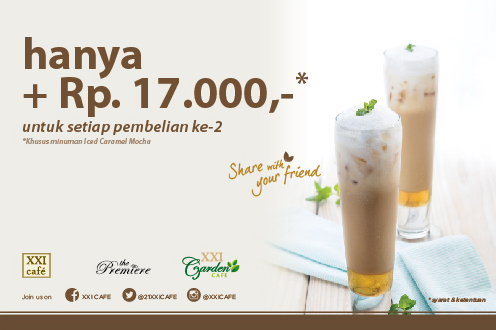 hanya
+ Rp. 17.000,-*
untuk setiap pembelian ke-2
*Khusus minuman Iced Caramel Mocha
Share with
your friend
XXI
café
the
Premiere
XXI
Garden
CAFE
Join us on
XXI CAFE
@21XXICAFE
@XXICAFE
* syarat & ketentuan